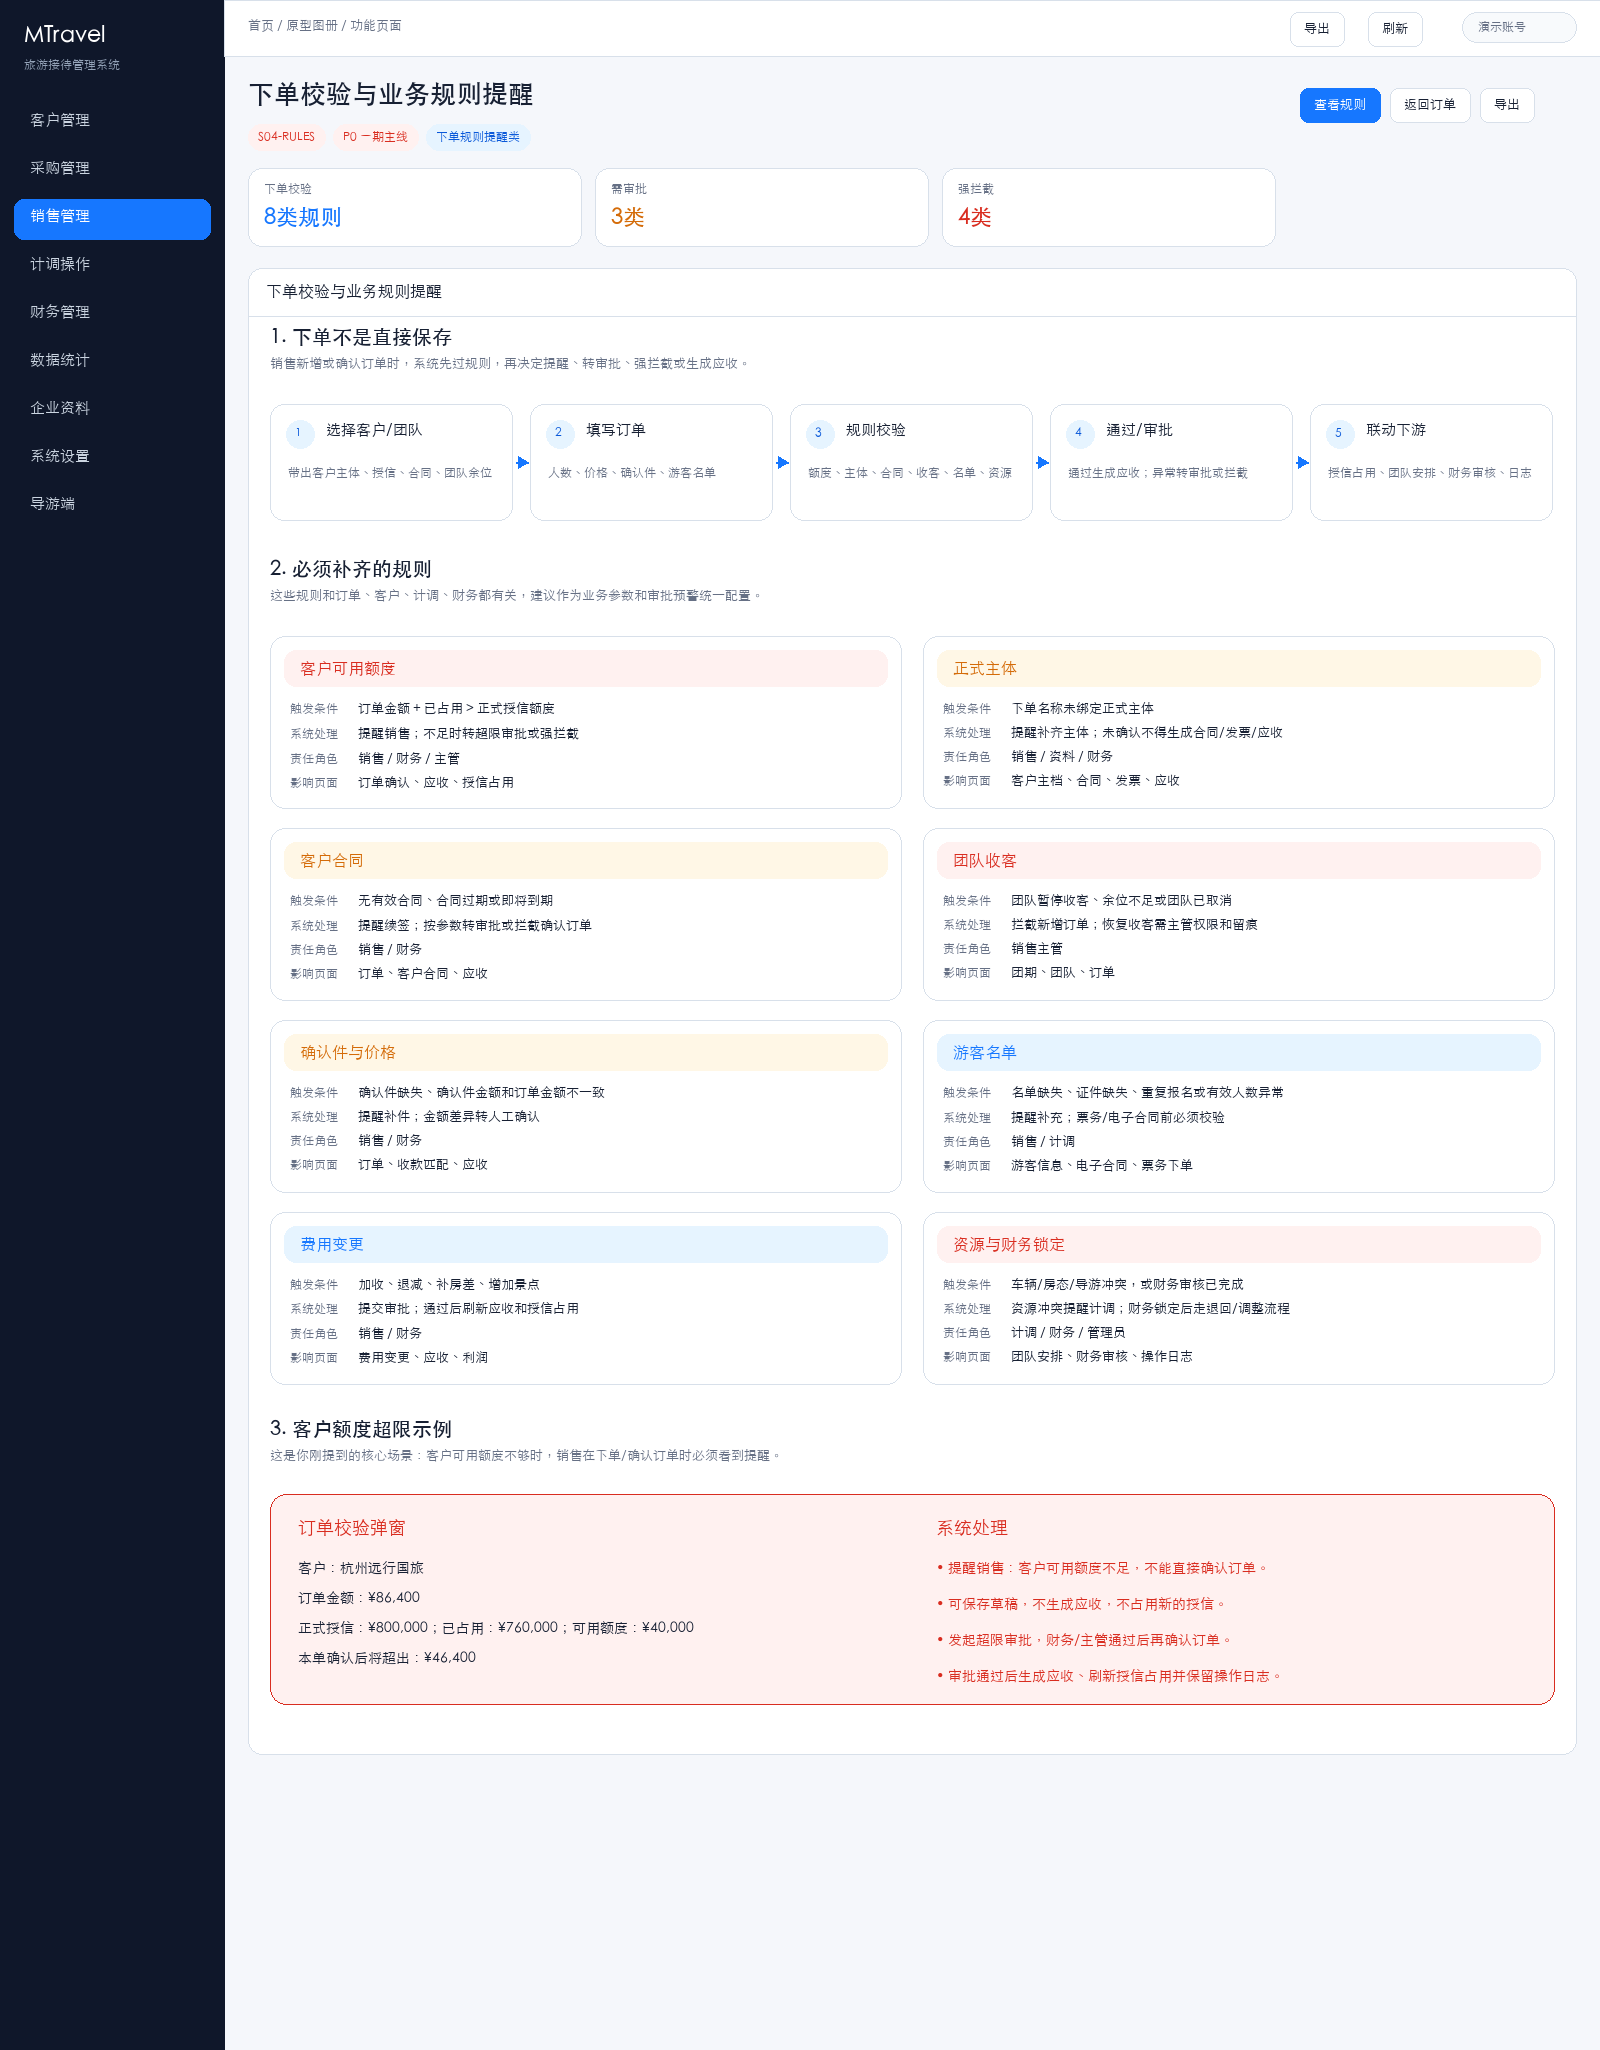 MTravel
旅游接待管理系统
客户管理
采购管理
销售管理
计调操作
财务管理
数据统计
企业资料
系统设置
导游端
首页 / 原型图册 / 功能页面
导出
刷新
演示账号
下单校验与业务规则提醒
查看规则
返回订单
导出
S04-RULES
P0 一期主线
下单规则提醒类
下单校验
8类规则
需审批
3类
强拦截
4类
下单校验与业务规则提醒
1. 下单不是直接保存
销售新增或确认订单时，系统先过规则，再决定提醒、转审批、强拦截或生成应收。
1 选择客户/团队
带出客户主体、授信、合同、团队余位
2 填写订单
人数、价格、确认件、游客名单
3 规则校验
额度、主体、合同、收客、名单、资源
4 通过/审批
通过生成应收；异常转审批或拦截
5 联动下游
授信占用、团队安排、财务审核、日志
2. 必须补齐的规则
这些规则和订单、客户、计调、财务都有关，建议作为业务参数和审批预警统一配置。
客户可用额度
触发条件 订单金额 + 已占用 > 正式授信额度
系统处理 提醒销售；不足时转超限审批或强拦截
责任角色 销售 / 财务 / 主管
影响页面 订单确认、应收、授信占用
正式主体
触发条件 下单名称未绑定正式主体
系统处理 提醒补齐主体；未确认不得生成合同/发票/应收
责任角色 销售 / 资料 / 财务
影响页面 客户主档、合同、发票、应收
客户合同
触发条件 无有效合同、合同过期或即将到期
系统处理 提醒续签；按参数转审批或拦截确认订单
责任角色 销售 / 财务
影响页面 订单、客户合同、应收
团队收客
触发条件 团队暂停收客、余位不足或团队已取消
系统处理 拦截新增订单；恢复收客需主管权限和留痕
责任角色 销售主管
影响页面 团期、团队、订单
确认件与价格
触发条件 确认件缺失、确认件金额和订单金额不一致
系统处理 提醒补件；金额差异转人工确认
责任角色 销售 / 财务
影响页面 订单、收款匹配、应收
游客名单
触发条件 名单缺失、证件缺失、重复报名或有效人数异常
系统处理 提醒补充；票务/电子合同前必须校验
责任角色 销售 / 计调
影响页面 游客信息、电子合同、票务下单
费用变更
触发条件 加收、退减、补房差、增加景点
系统处理 提交审批；通过后刷新应收和授信占用
责任角色 销售 / 财务
影响页面 费用变更、应收、利润
资源与财务锁定
触发条件 车辆/房态/导游冲突，或财务审核已完成
系统处理 资源冲突提醒计调；财务锁定后走退回/调整流程
责任角色 计调 / 财务 / 管理员
影响页面 团队安排、财务审核、操作日志
3. 客户额度超限示例
这是你刚提到的核心场景：客户可用额度不够时，销售在下单/确认订单时必须看到提醒。
订单校验弹窗
客户：杭州远行国旅
订单金额：¥86,400
正式授信：¥800,000；已占用：¥760,000；可用额度：¥40,000
本单确认后将超出：¥46,400
系统处理
• 提醒销售：客户可用额度不足，不能直接确认订单。
• 可保存草稿，不生成应收，不占用新的授信。
• 发起超限审批，财务/主管通过后再确认订单。
• 审批通过后生成应收、刷新授信占用并保留操作日志。